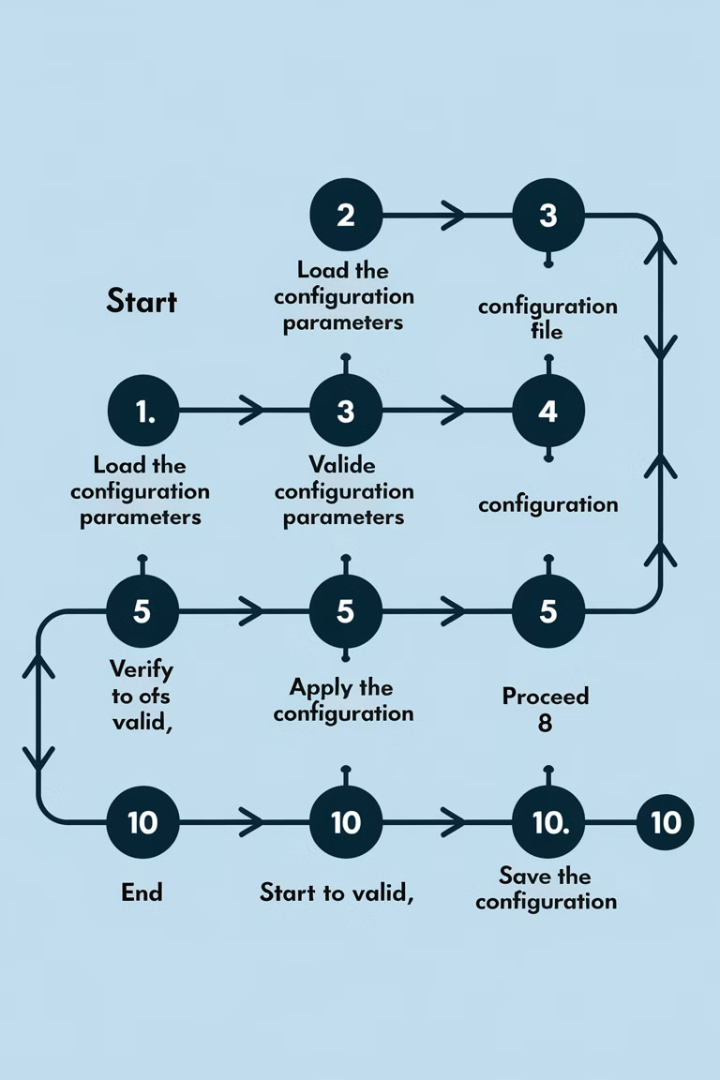 2
3
Load the
configuration
parameters
configuration
file
Start
1.
3
4
Load the
configuration
parameters
Valide
configuration
parameters
configuration
5
5
5
Verify
to ofs
valid,
Apply the
configuration
Proceed
8
10
10
10.
10
End
Start to valid,
Save the
configuration